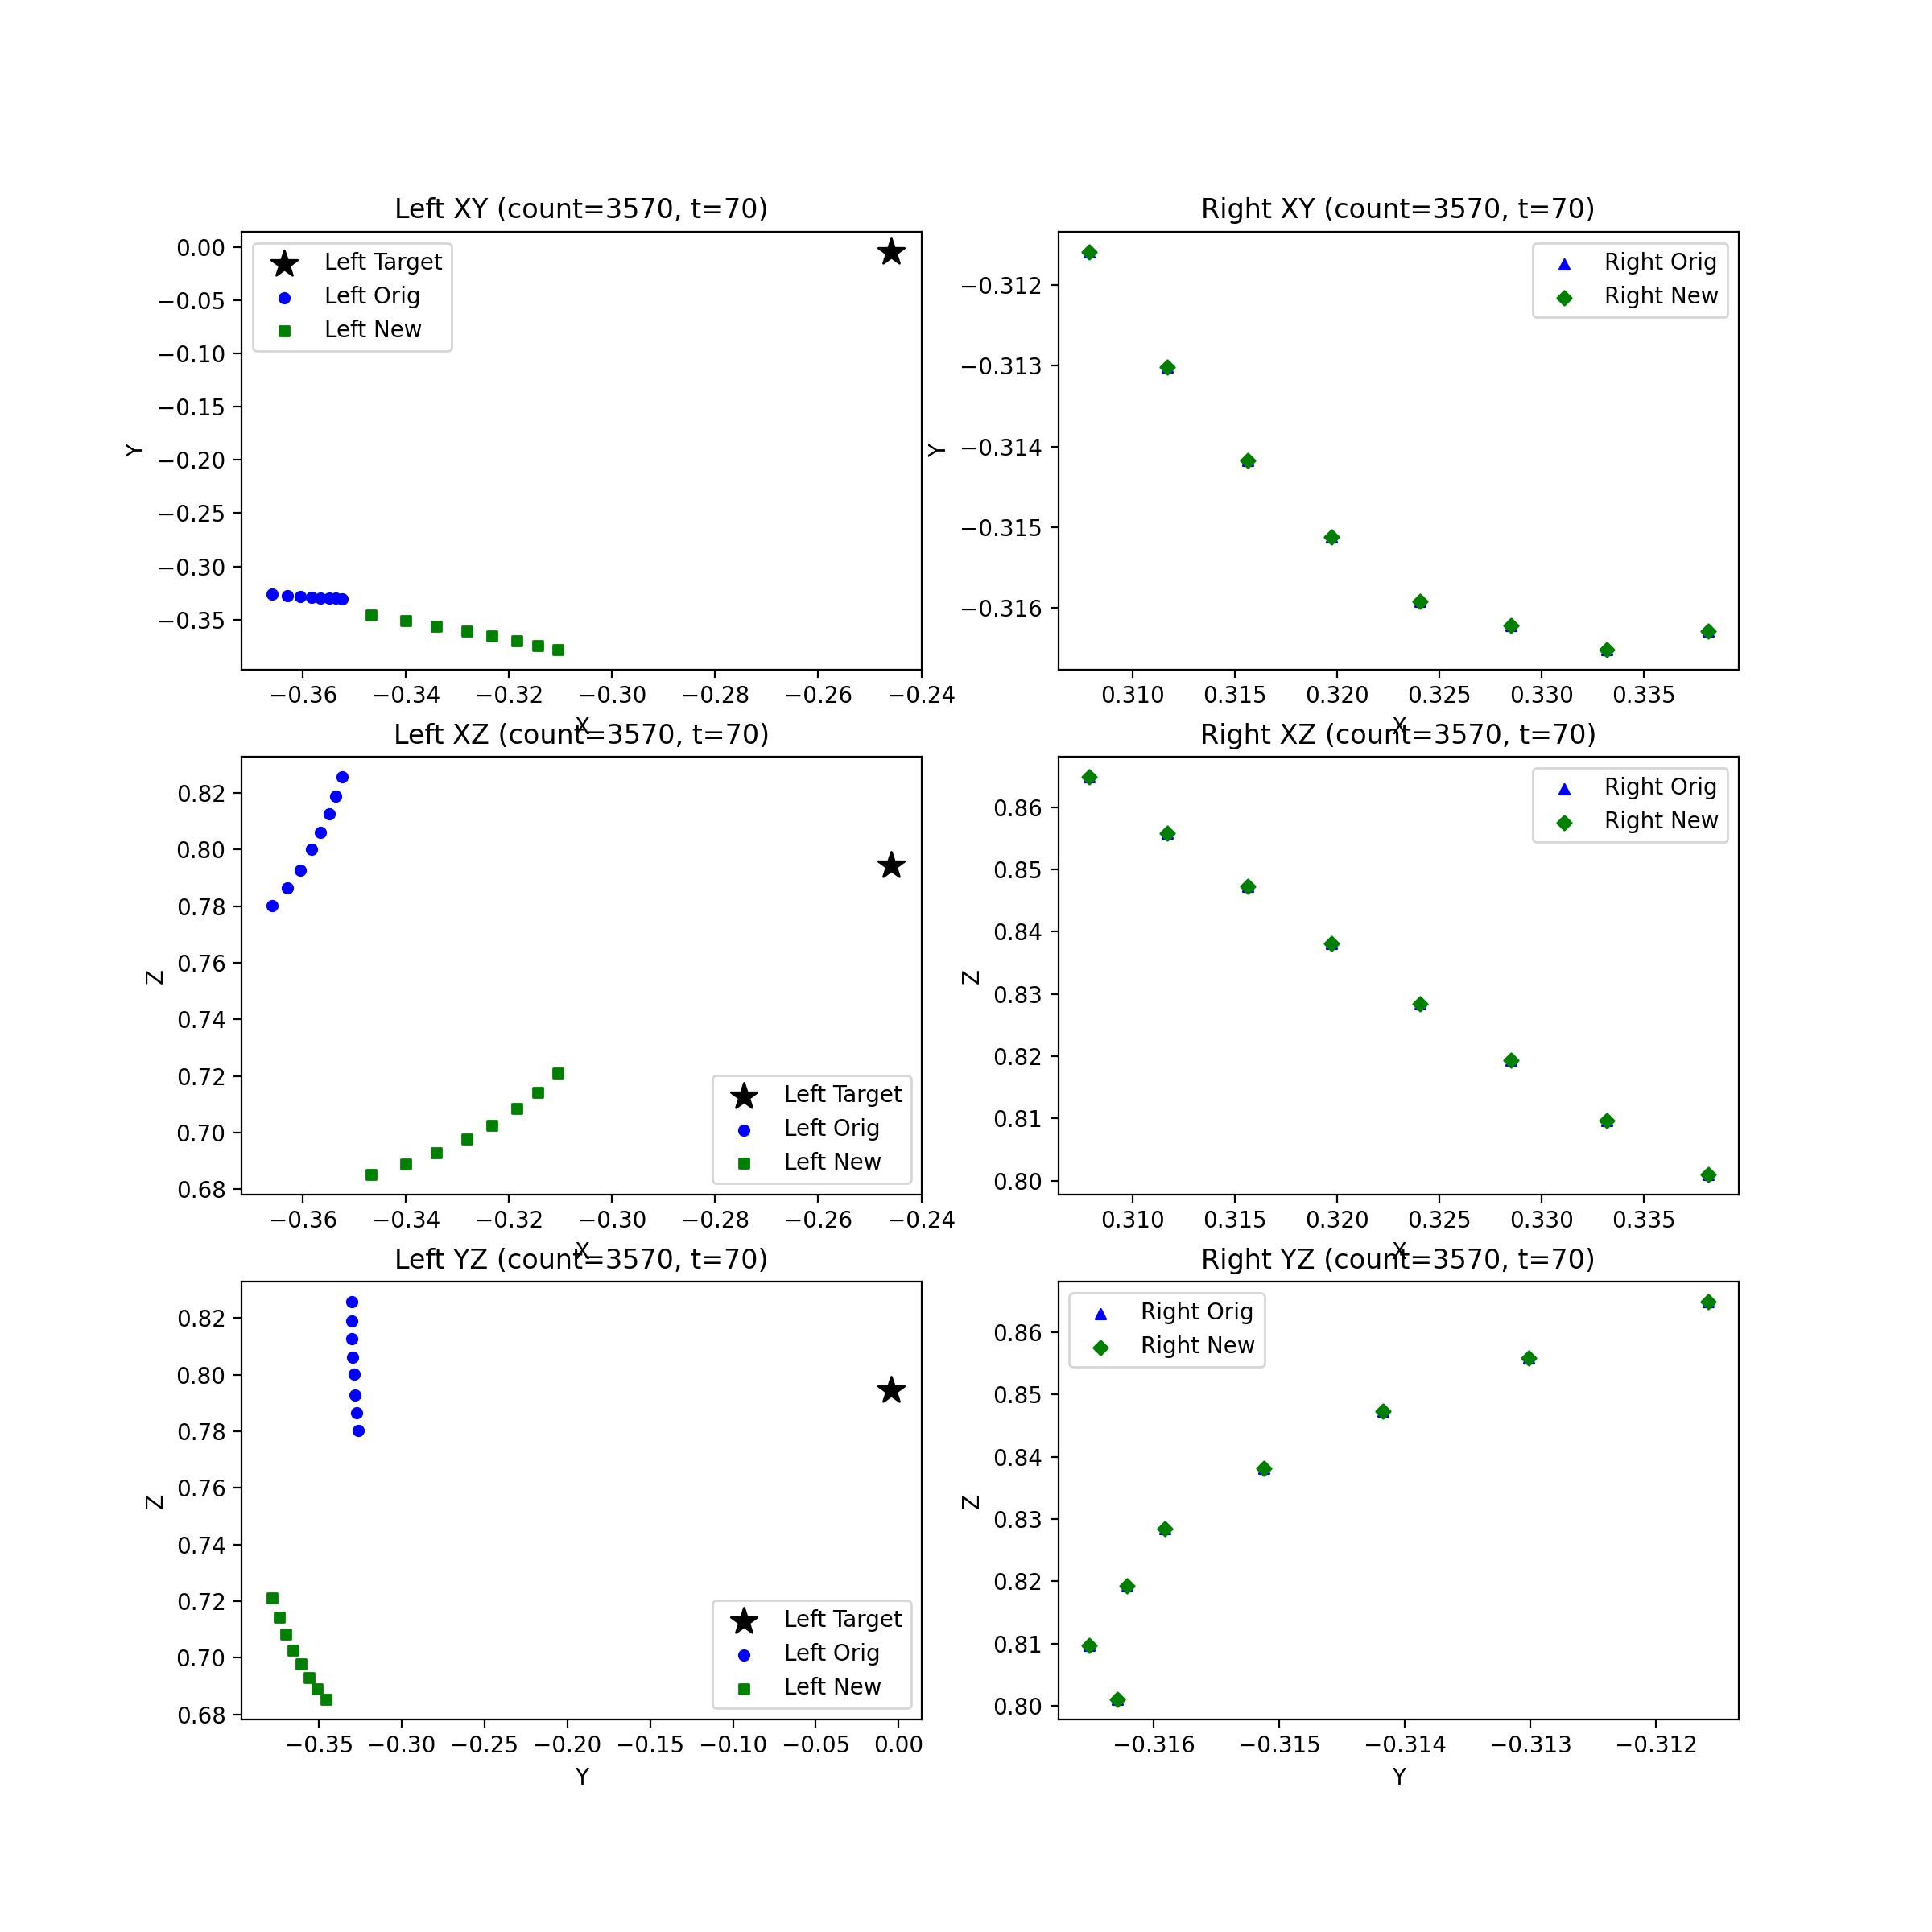 Left XY (count=3570, t=70)
0.00
−0.05
−0.10
−0.15
−0.20
−0.25
−0.30
−0.35
Y
Left Target
Left Orig
Left New
−0.36
−0.34
−0.32
−0.30
−0.28
−0.26
−0.24
X
Right XY (count=3570, t=70)
−0.312
−0.313
−0.314
−0.315
−0.316
Y
Right Orig
Right New
0.310
0.315
0.320
0.325
0.330
0.335
X
Left XZ (count=3570, t=70)
0.82
0.80
0.78
0.76
0.74
0.72
0.70
0.68
Z
Left Target
Left Orig
Left New
−0.36
−0.34
−0.32
−0.30
−0.28
−0.26
−0.24
X
Right XZ (count=3570, t=70)
0.86
0.85
0.84
0.83
0.82
0.81
0.80
Z
Right Orig
Right New
0.310
0.315
0.320
0.325
0.330
0.335
X
Left YZ (count=3570, t=70)
0.82
0.80
0.78
0.76
0.74
0.72
0.70
0.68
Z
Left Target
Left Orig
Left New
−0.35
−0.30
−0.25
−0.20
−0.15
−0.10
−0.05
0.00
Y
Right YZ (count=3570, t=70)
0.86
0.85
0.84
0.83
0.82
0.81
0.80
Z
Right Orig
Right New
−0.316
−0.315
−0.314
−0.313
−0.312
Y